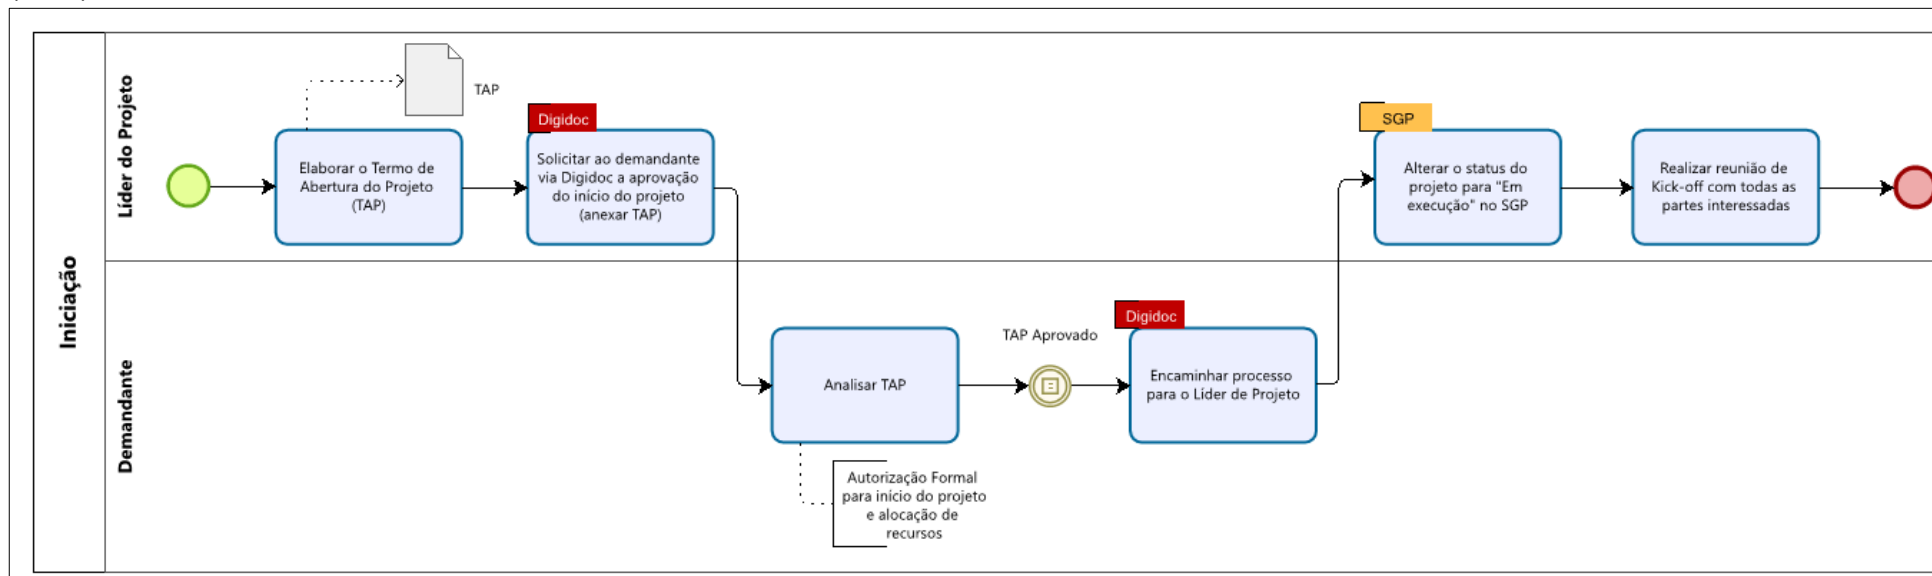 Iniciação
Líder do Projeto
TAP
Elaborar o Termo de
Abertura do Projeto
(TAP)
Digidoc
Solicitar ao demandante
via Digidoc a aprovação
do início do projeto
(anexar TAP)
SGP
Alterar o status do
projeto para "Em
execução" no SGP
Realizar reunião de
Kick-off com todas as
partes interessadas
Demandante
Analisar TAP
Autorização Formal
para início do projeto
e alocação de
recursos
TAP Aprovado
Digidoc
Encaminhar processo
para o Líder de Projeto